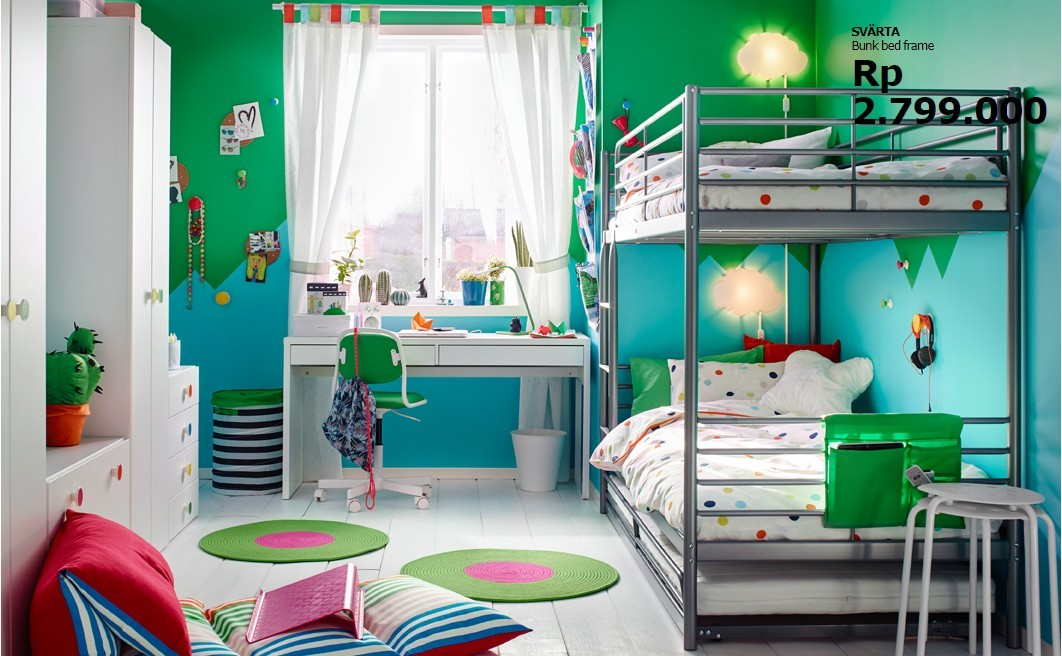 SVÄRTA
Bunk bed frame
Rp
2.799.000